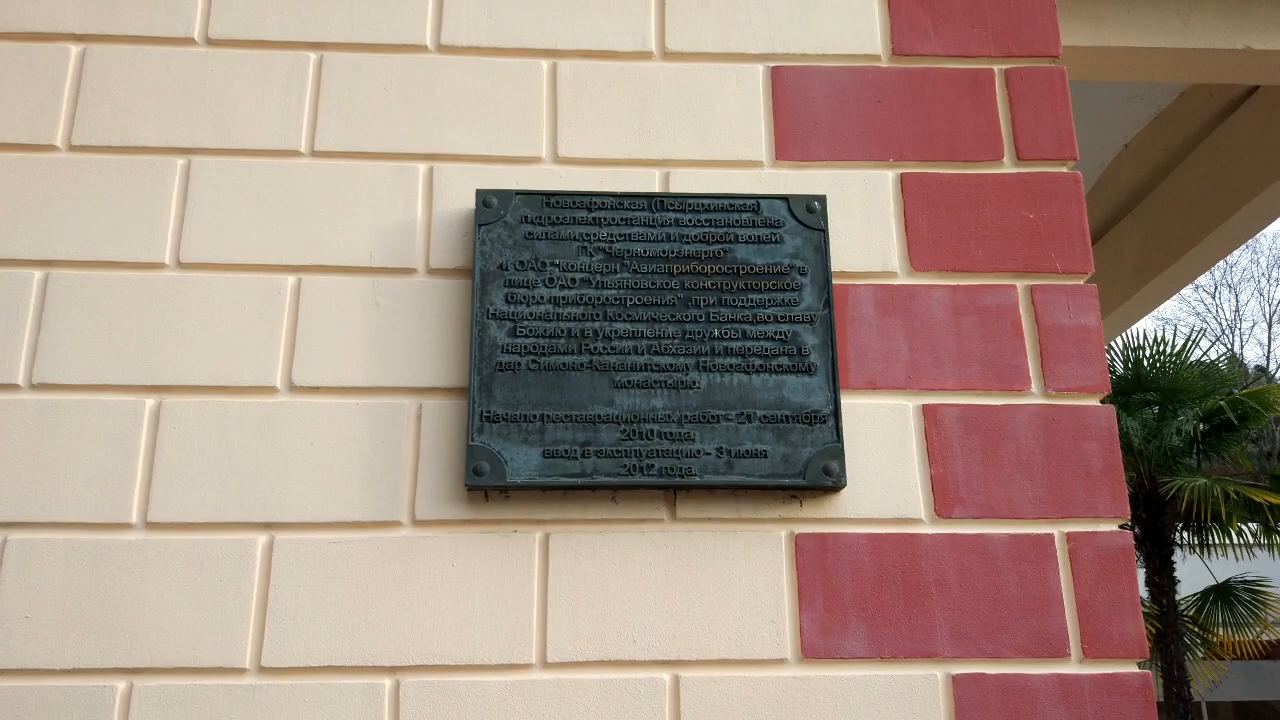 Новоафонская (Псырцхинская)
гидроэлектростанция восстановлена
силами,средствами и доброй волей
ГК "Черноморэнерго"
и ОАО "Концерн "Авиаприборостроение" в
лице ОАО "Ульяновское конструкторское
бюро приборостроения" ,при поддержке
Национального Космического Банка,во славу
Божию и в укрепление дружбы между
народами России и Абхазии и передана в
дар Симоно-Кананитскому Новоафонскому
монастырю.
Начало реставрационных работ - 21 сентября
2010 года,
ввод в эксплуатацию - 3 июня
2012 года.